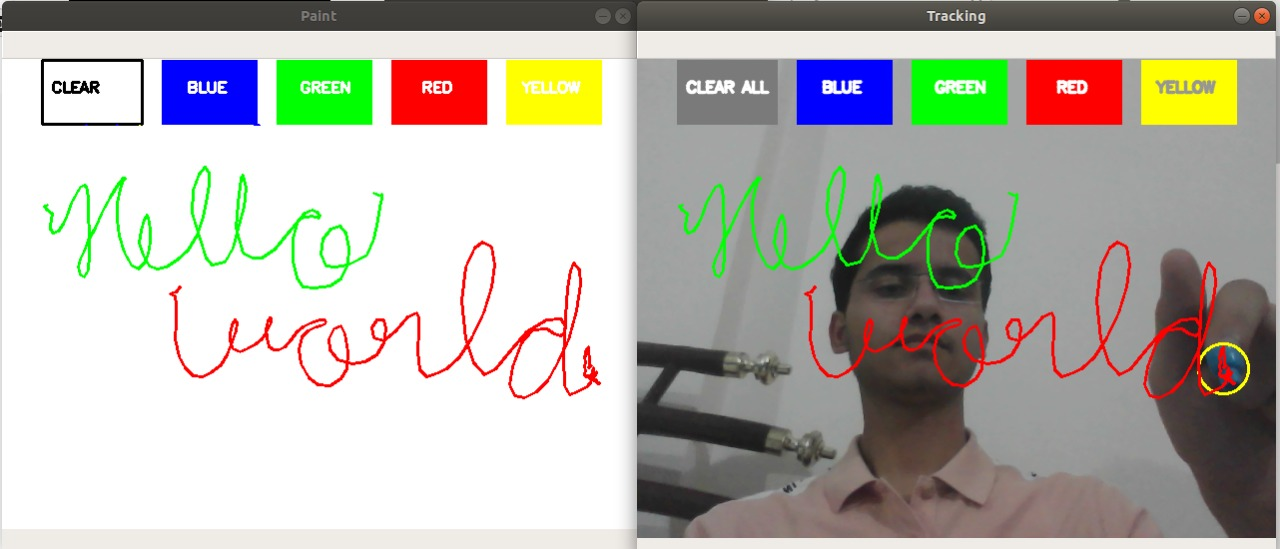 Paint
Tracking
CLEAR
BLUE
GREEN
RED
YELLOW
CLEAR ALL
BLUE
GREEN
RED
YELLOW
Hello
world
Hello
world